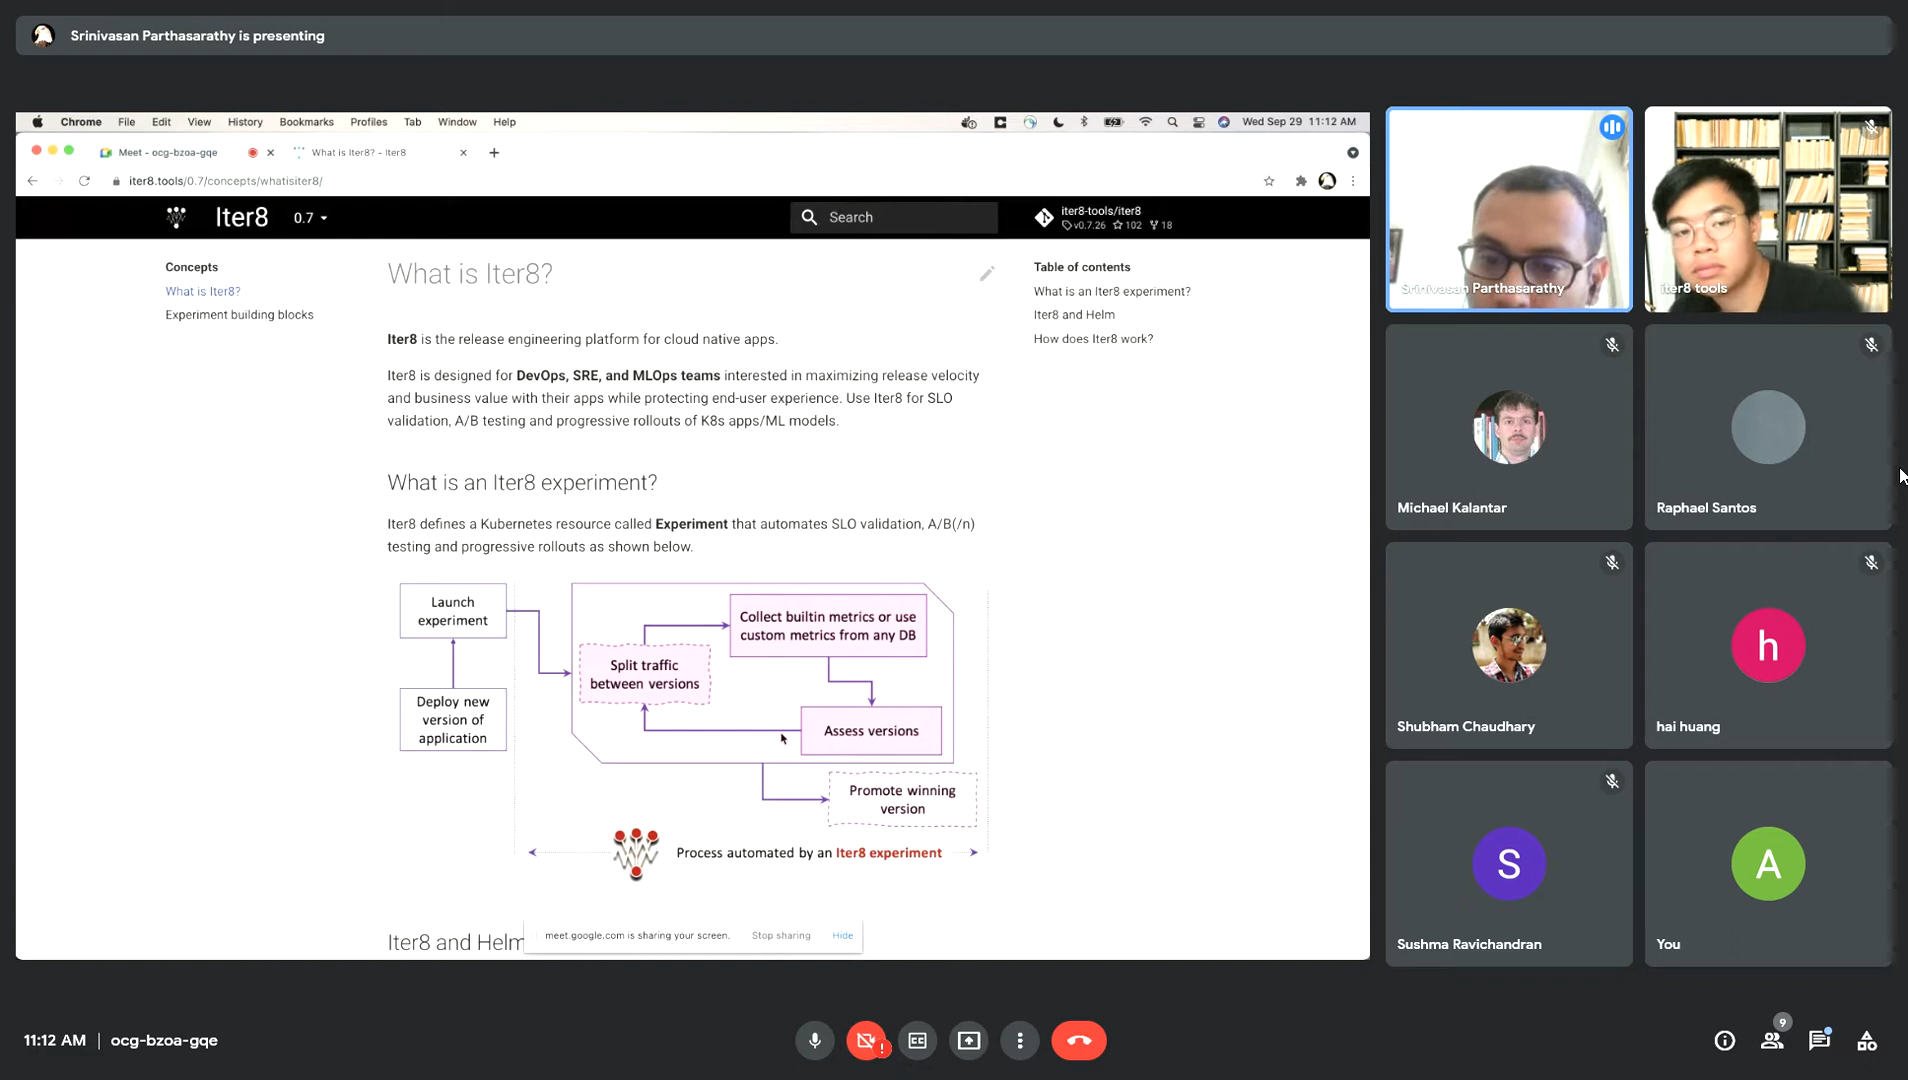 Srinivasan Parthasarathy is presenting
Chrome File Edit View History Bookmarks Profiles Tab Window Help
Wed Sep 29 11:12 AM
Meet - ocg-bzoa-gqe
What is Iter8? - Iter8
iter8.tools/0.7/concepts/whatisiter8/
Iter8 0.7
Search
iter8-tools/iter8
v0.7.26 102 18
Concepts
What is Iter8?
Experiment building blocks
What is Iter8?
Iter8 is the release engineering platform for cloud native apps.
Iter8 is designed for DevOps, SRE, and MLOps teams interested in maximizing release velocity
and business value with their apps while protecting end-user experience. Use Iter8 for SLO
validation, A/B testing and progressive rollouts of K8s apps/ML models.
What is an Iter8 experiment?
Iter8 defines a Kubernetes resource called Experiment that automates SLO validation, A/B(/n)
testing and progressive rollouts as shown below.
Launch
experiment
Deploy new
version of
application
Split traffic
between versions
Collect builtin metrics or use
custom metrics from any DB
Assess versions
Promote winning
version
Process automated by an Iter8 experiment
Iter8 and Helm
meet.google.com is sharing your screen. Stop sharing Hide
Table of contents
What is an Iter8 experiment?
Iter8 and Helm
How does Iter8 work?
Srinivasan Parthasarathy
iter8 tools
Michael Kalantar
Raphael Santos
Shubham Chaudhary
h
hai huang
S
Sushma Ravichandran
A
You
11:12 AM | ocg-bzoa-gqe
9